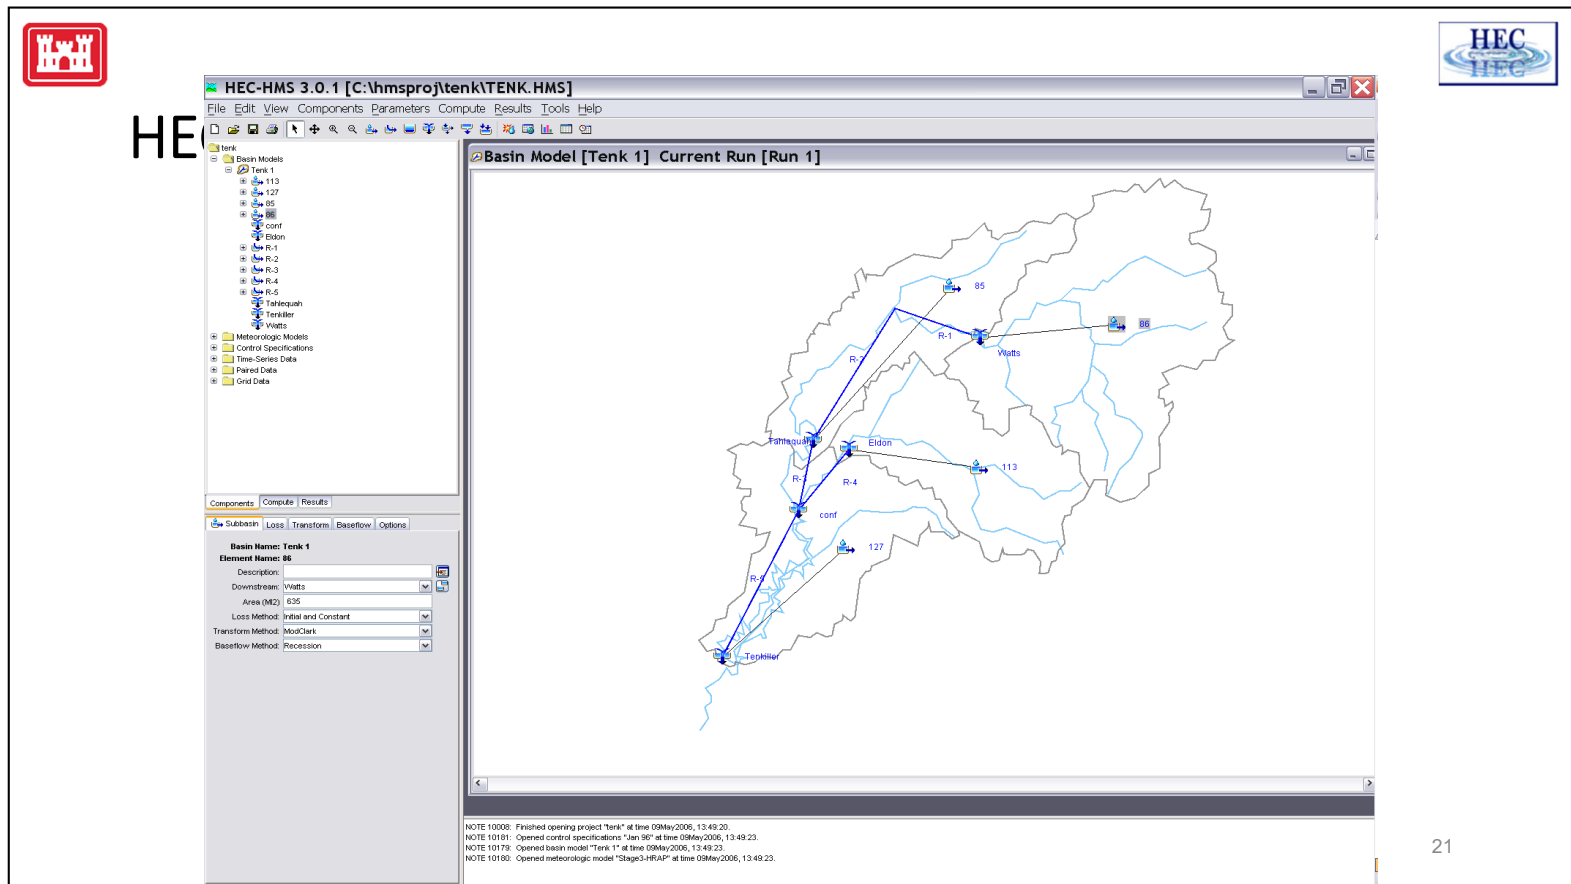 HEC
HEC
HEC-HMS 3.0.1 [C:\hmsproj\tenk\TENK.HMS]
File Edit View Components Parameters Compute Results Tools Help
HE
tenk
Basin Models
Tenk 1
113
127
85
86
conf
Eldon
R-1
R-2
R-3
R-4
R-5
Tahlequah
Tenkiller
Watts
Meteorologic Models
Control Specifications
Time-Series Data
Paired Data
Grid Data
Components Compute Results
Subbasin Loss Transform Baseflow Options
Basin Name: Tenk 1
Element Name: 86
Description:
Downstream: Watts
Area (MI2) 635
Loss Method: Initial and Constant
Transform Method: ModClark
Baseflow Method: Recession
Basin Model [Tenk 1] Current Run [Run 1]
85
86
R-1
Watts
R-2
Tahlequah
Eldon
113
R-3
R-4
conf
127
R-5
Tenkiller
NOTE 10008: Finished opening project "tenk" at time 09May2006, 13:49:20.
NOTE 10181: Opened control specifications "Jan 96" at time 09May2006, 13:49:23.
NOTE 10179: Opened basin model "Tenk 1" at time 09May2006, 13:49:23.
NOTE 10180: Opened meteorologic model "Stage3-HRAP" at time 09May2006, 13:49:23.
21